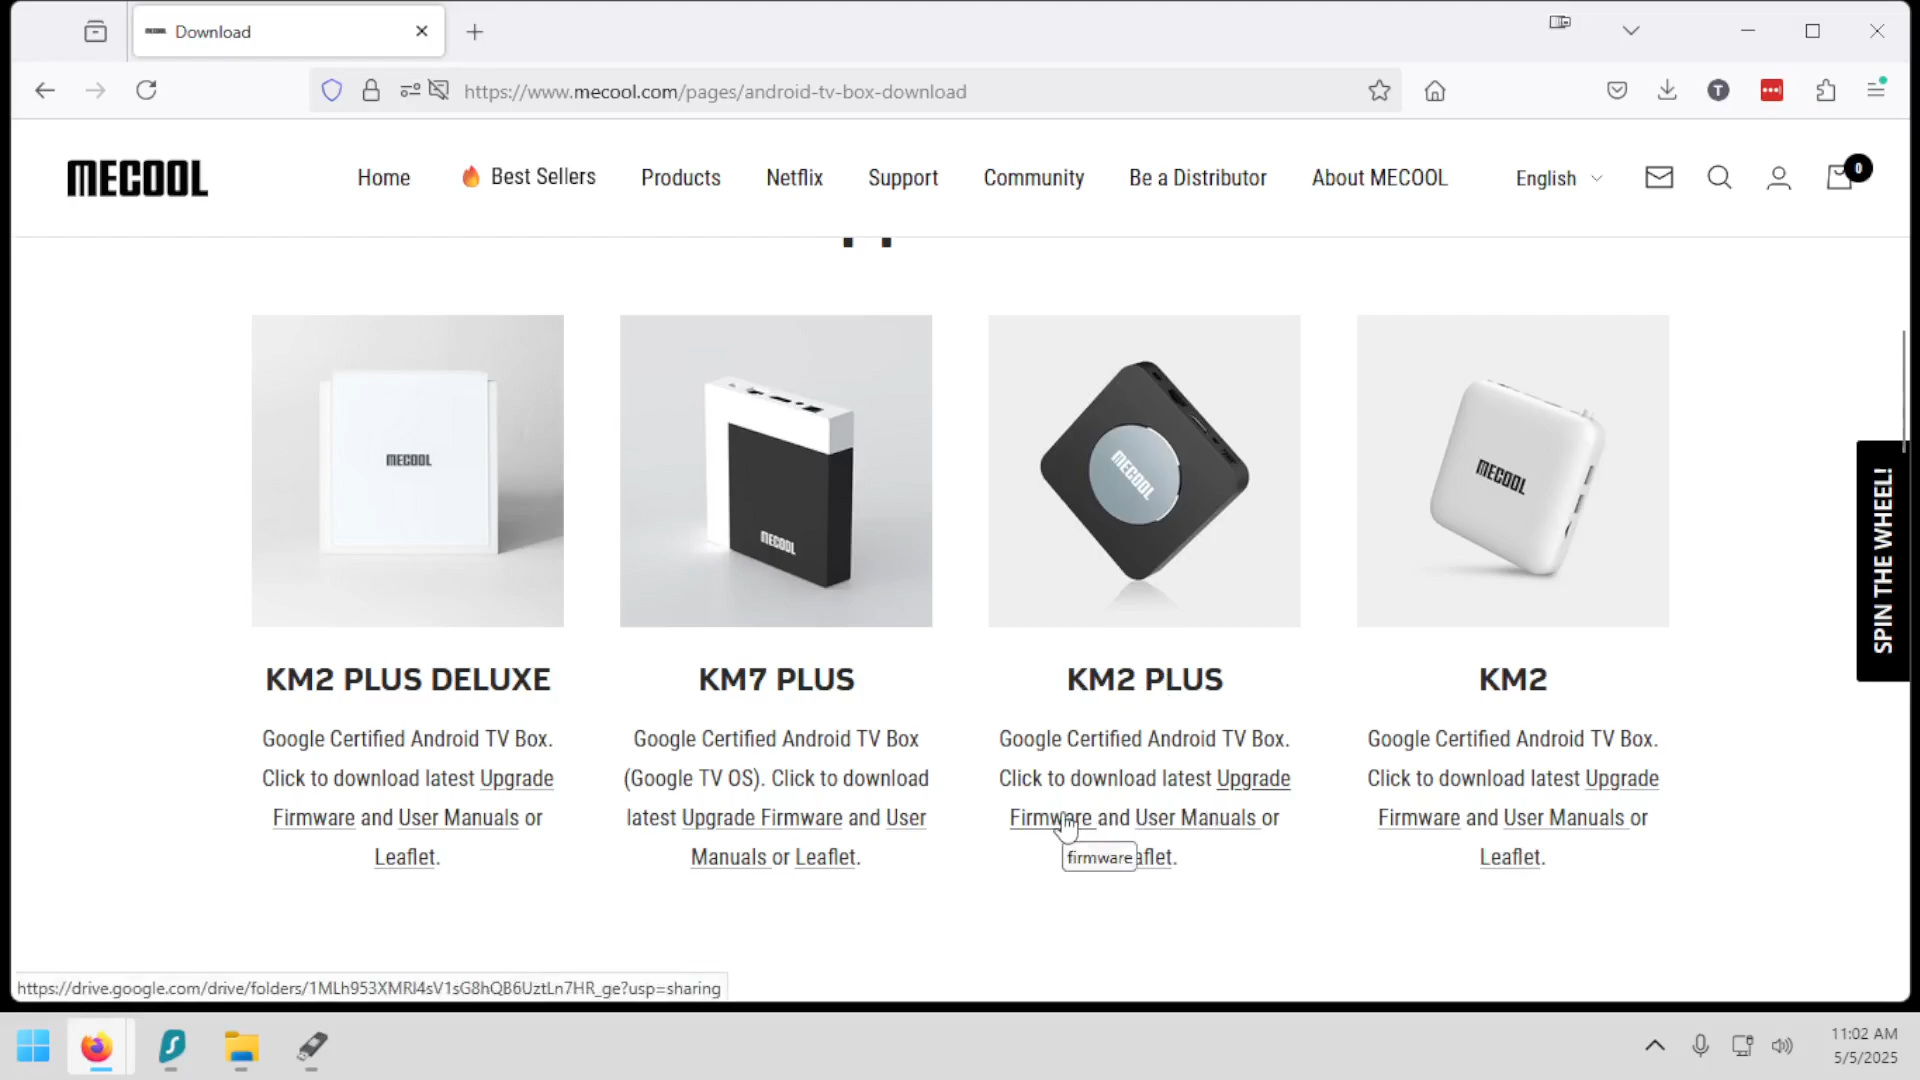 Download
https://www.mecool.com/pages/android-tv-box-download
T
MECOOL
Home
Best Sellers
Products
Netflix
Support
Community
Be a Distributor
About MECOOL
English
0
MECOOL
MECOOL
MECOOL
MECOOL
SPIN THE WHEEL!
KM2 PLUS DELUXE
Google Certified Android TV Box.
Click to download latest Upgrade
Firmware and User Manuals or
Leaflet.
KM7 PLUS
Google Certified Android TV Box
(Google TV OS). Click to download
latest Upgrade Firmware and User
Manuals or Leaflet.
KM2 PLUS
Google Certified Android TV Box.
Click to download latest Upgrade
Firmware and User Manuals or
aflet.
firmware
KM2
Google Certified Android TV Box.
Click to download latest Upgrade
Firmware and User Manuals or
Leaflet.
https://drive.google.com/drive/folders/1MLh953XMRl4sV1sG8hQB6UztLn7HR_ge?usp=sharing
11:02 AM
5/5/2025